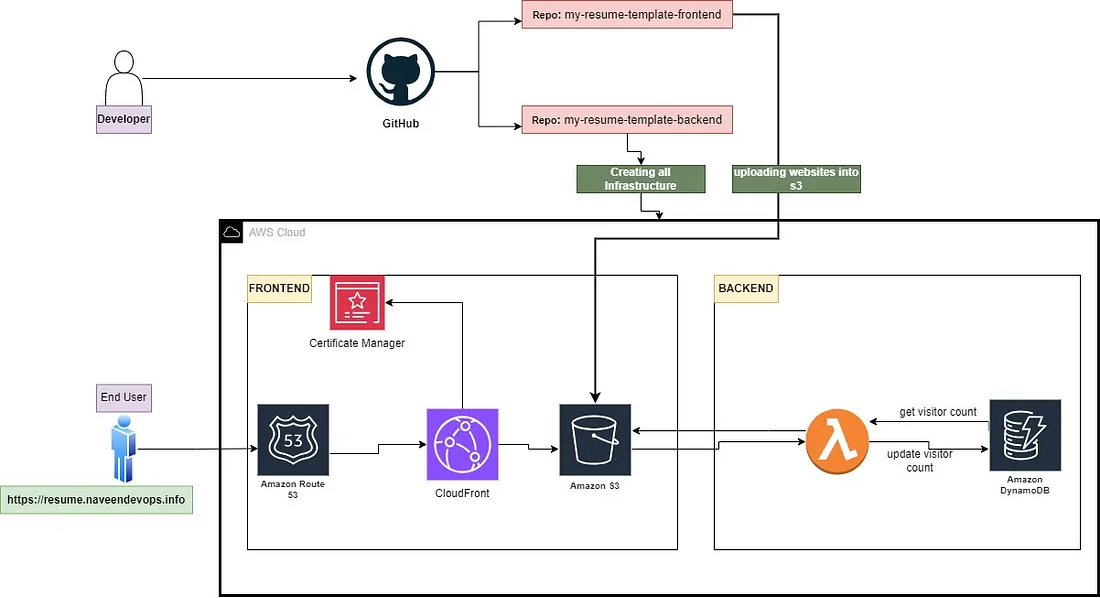 Repo: my-resume-template-frontend
Developer
GitHub
Repo: my-resume-template-backend
Creating all
Infrastructure
uploading websites into
s3
AWS Cloud
FRONTEND
BACKEND
Certificate Manager
End User
53
get visitor count
update visitor
count
Amazon Route
53
CloudFront
Amazon S3
Amazon
DynamoDB
https://resume.naveendevops.info